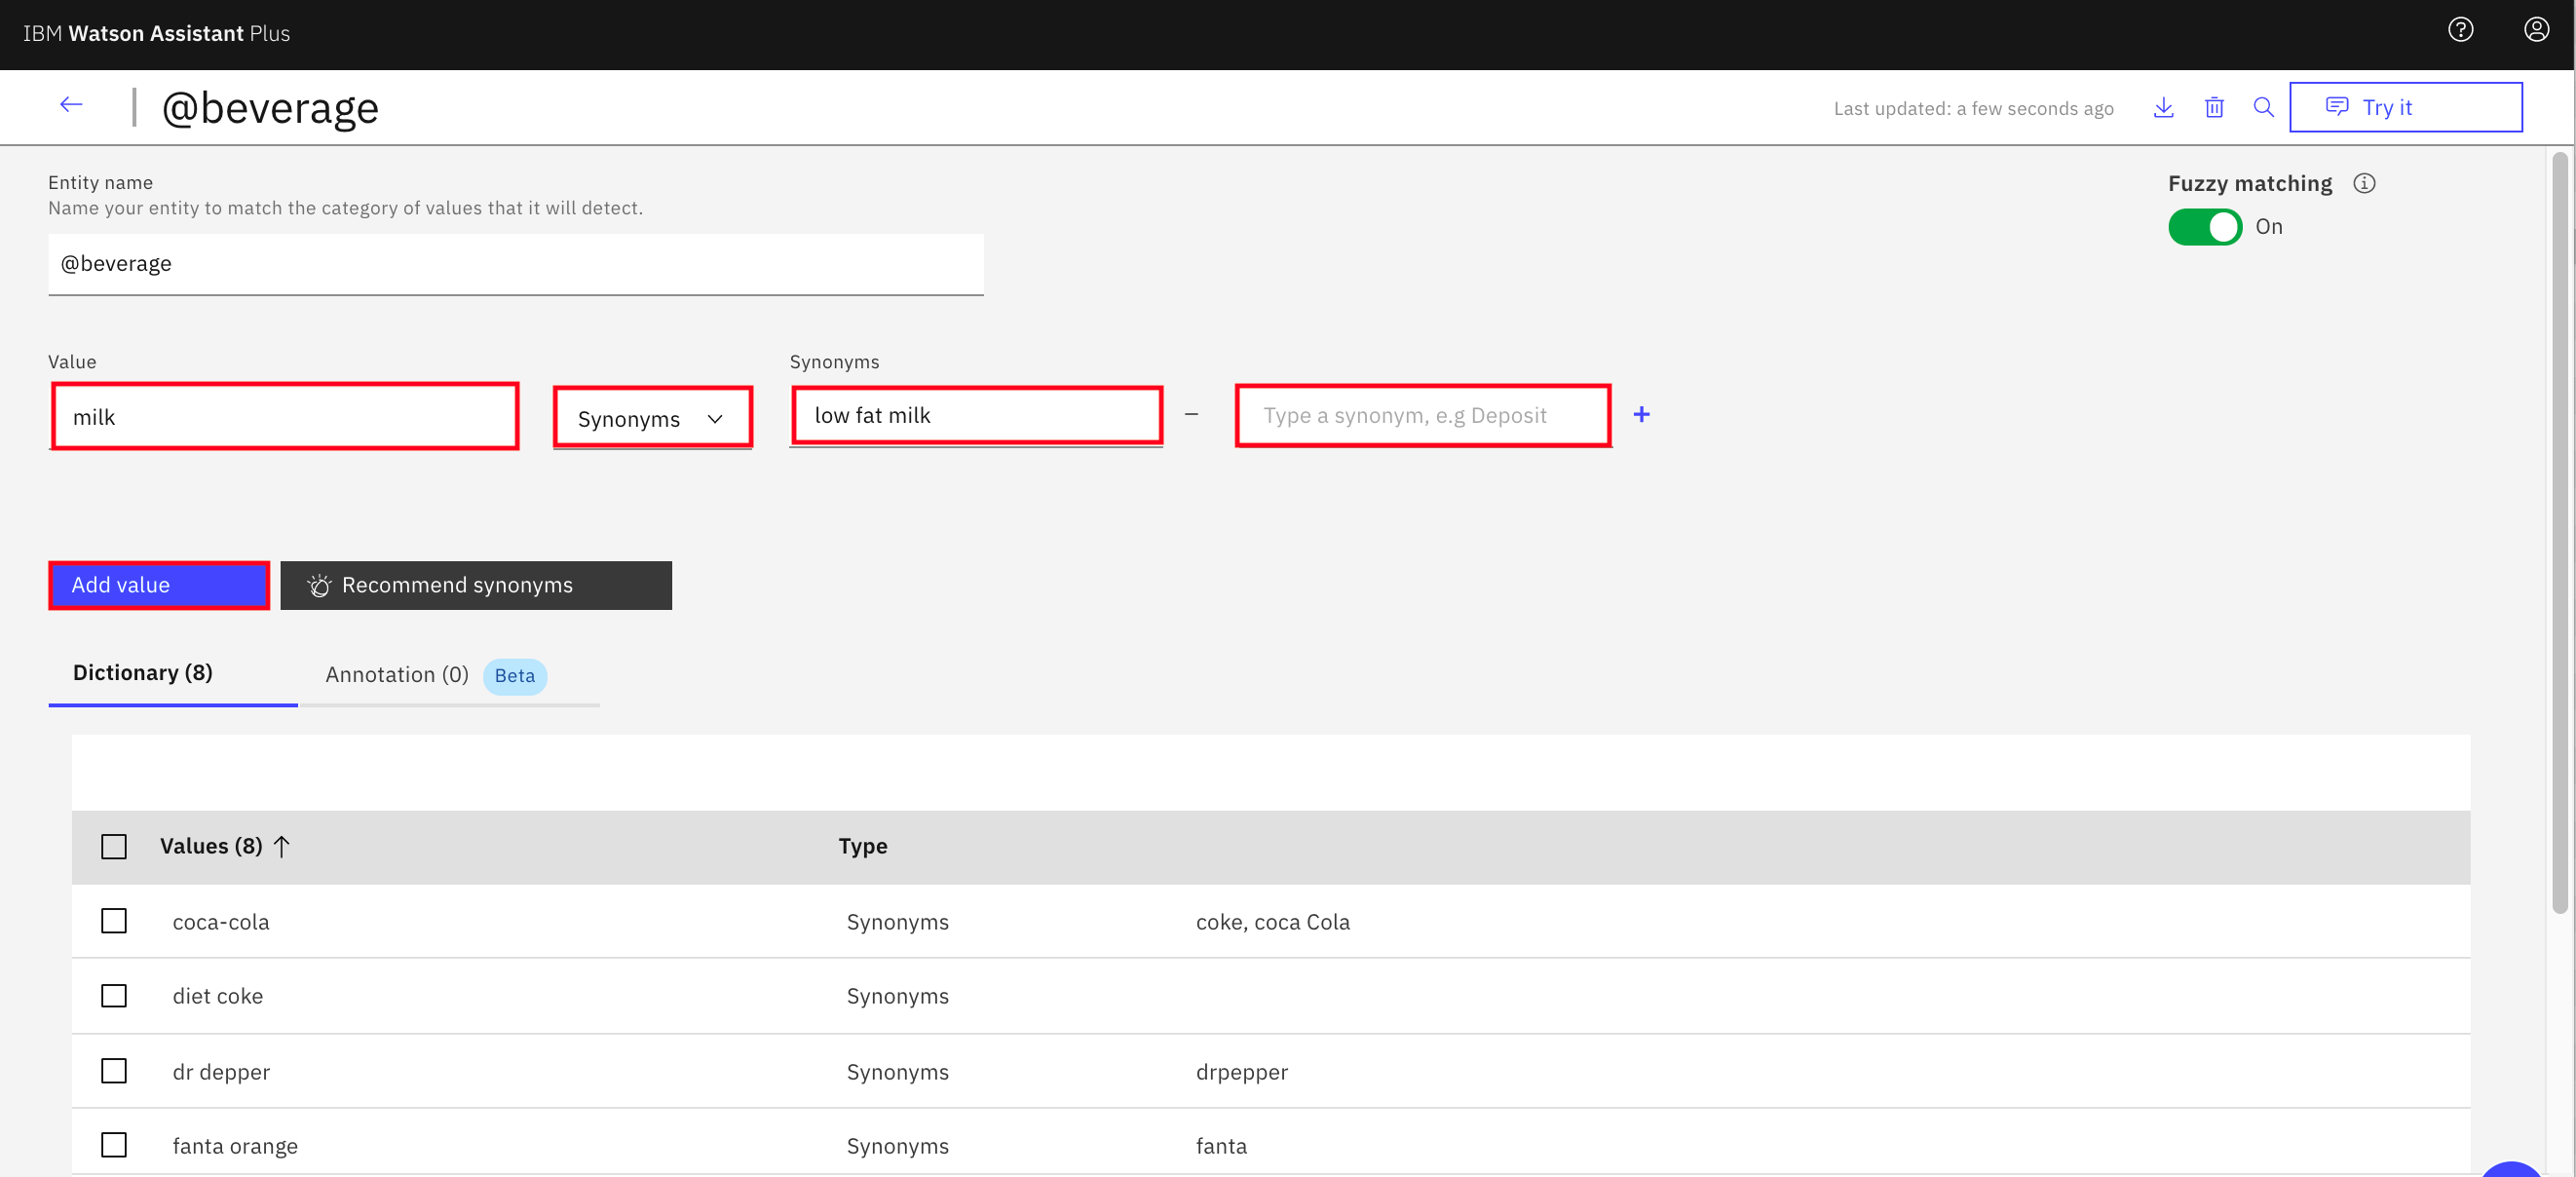 IBM Watson Assistant Plus
@beverage
Last updated: a few seconds ago
Try it
Entity name
Name your entity to match the category of values that it will detect.
Fuzzy matching
On
@beverage
Value
Synonyms
milk
Synonyms
low fat milk
Type a synonym, e.g Deposit
Add value
Recommend synonyms
Dictionary (8)
Annotation (0)
Beta
Values (8)
Type
coca-cola
Synonyms
coke, coca Cola
diet coke
Synonyms
dr depper
Synonyms
drpepper
fanta orange
Synonyms
fanta